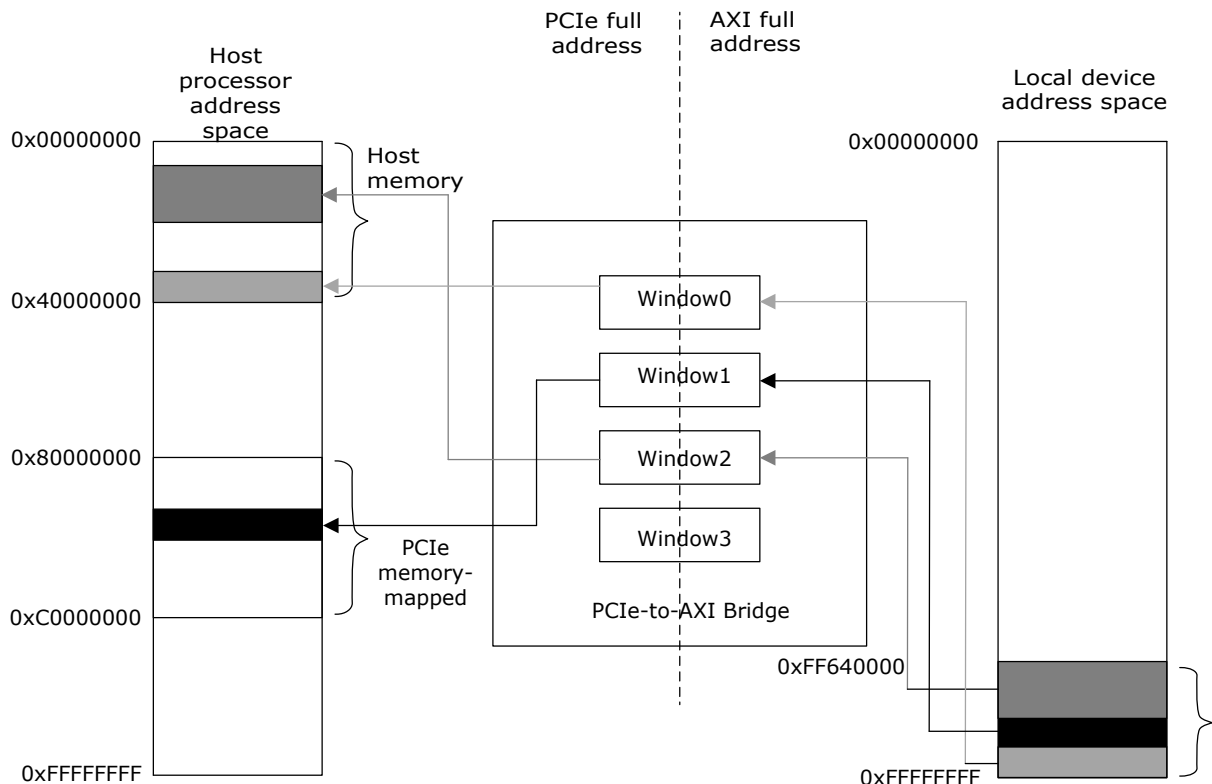 PCIe full
address
AXI full
address
Host
processor
address
space
Local device
address space
0x00000000
0x00000000
Host
memory
0x40000000
Window0
Window1
0x80000000
Window2
Window3
PCIe
memory-
mapped
0xC0000000
PCIe-to-AXI Bridge
0xFF640000
0xFFFFFFFF
0xFFFFFFFF